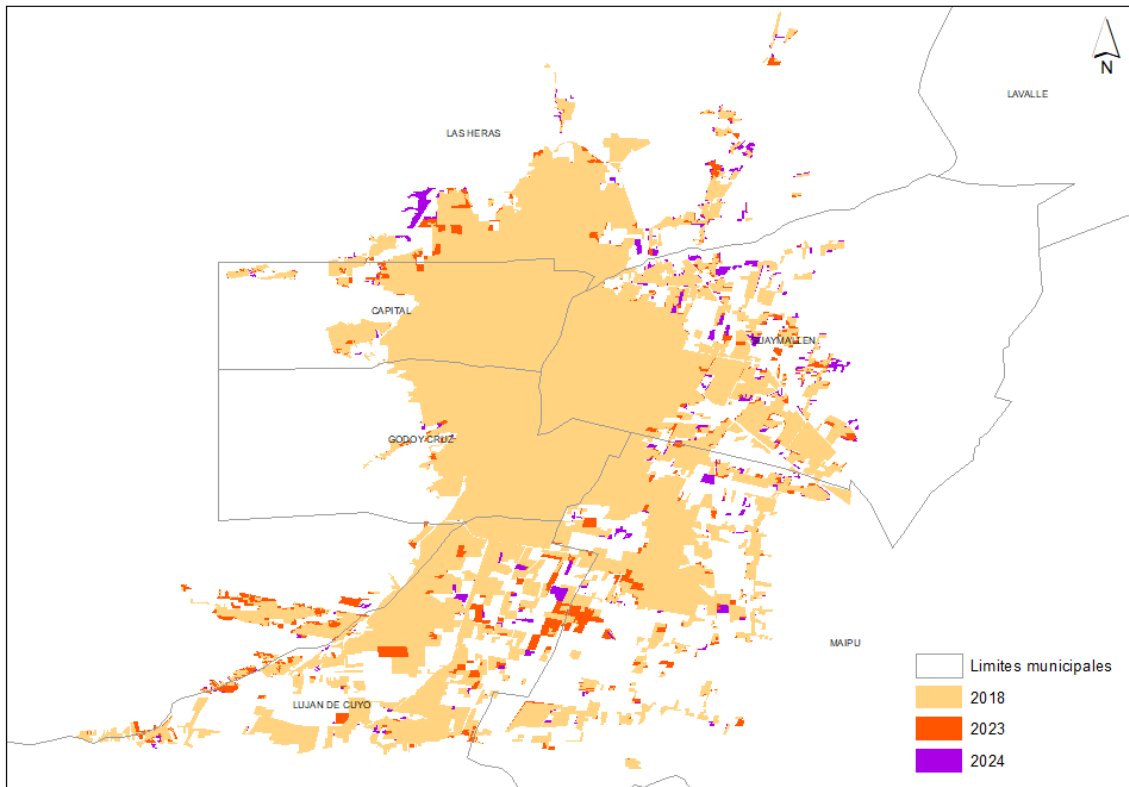 N
LAVALLE
LAS HERAS
CAPITAL
GUAYMALLEN
GODOY CRUZ
MAIPU
LUJAN DE CUYO
Limites municipales
2018
2023
2024